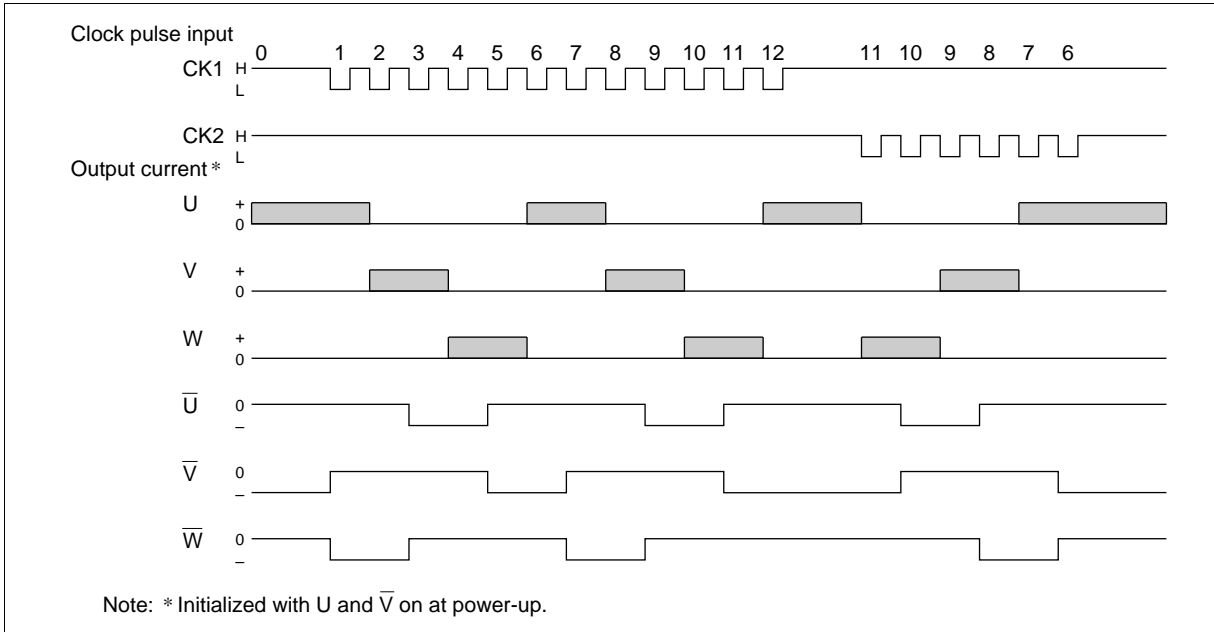 Clock pulse input
0 1 2 3 4 5 6 7 8 9 10 11 12 11 10 9 8 7 6
CK1 H
L
CK2 H
L
Output current *
U +
0
V +
0
W +
0
U̅ 0
–
V̅ 0
–
W̅ 0
–
Note: * Initialized with U and V̅ on at power-up.